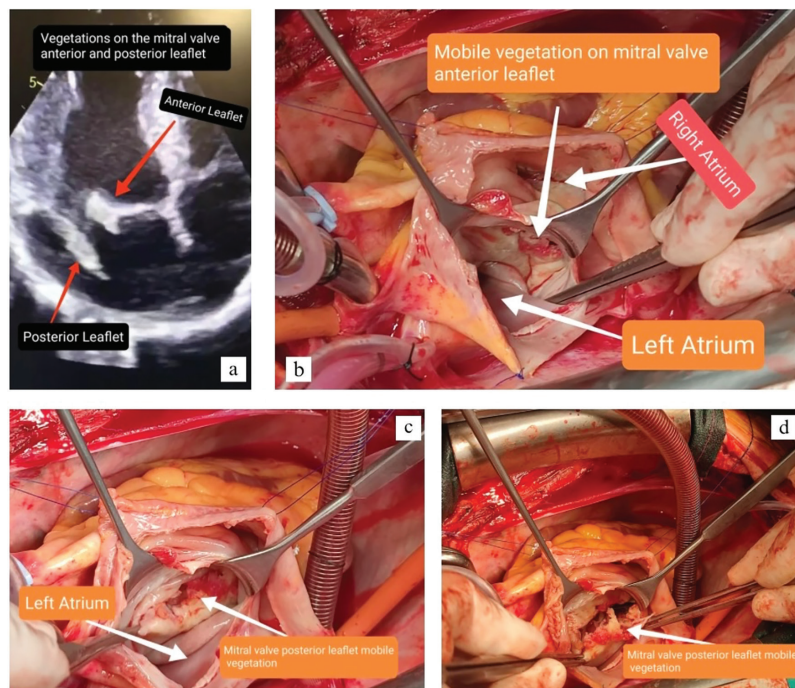 Vegetations on the mitral valve
anterior and posterior leaflet
5
Anterior Leaflet
Posterior Leaflet
a
Mobile vegetation on mitral valve
anterior leaflet
Right Atrium
Left Atrium
b
c
Left Atrium
Mitral valve posterior leaflet mobile
vegetation
d
Mitral valve posterior leaflet mobile
vegetation